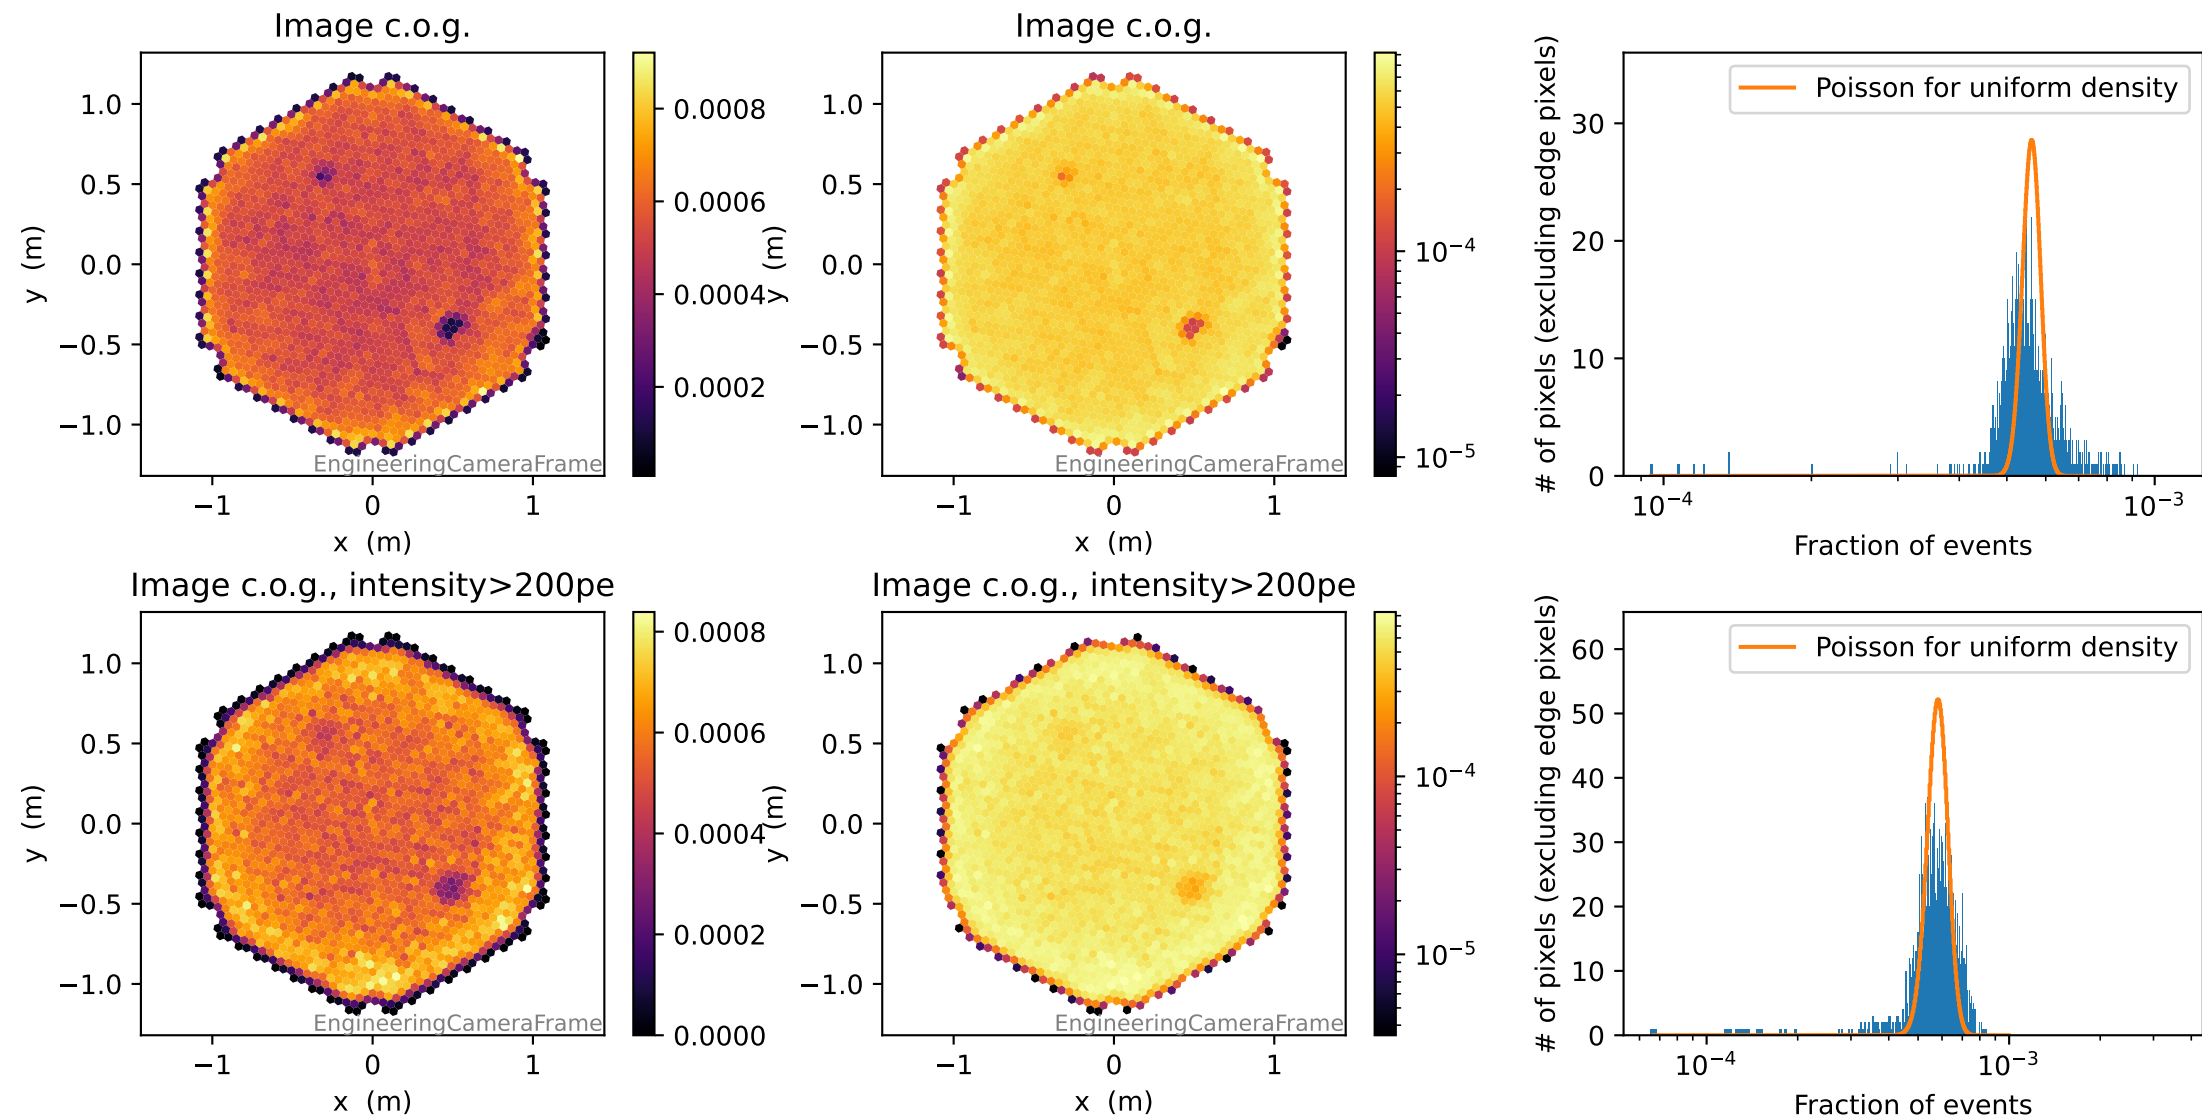 Image c.o.g.
1.0
0.5
0.0
−0.5
−1.0
y (m)
−1 0 1
x (m)
EngineeringCameraFrame
0.0008
0.0006
0.0004
0.0002
Image c.o.g.
1.0
0.5
0.0
−0.5
−1.0
y (m)
−1 0 1
x (m)
EngineeringCameraFrame
10⁻⁴
10⁻⁵
# of pixels (excluding edge pixels)
30
20
10
0
Poisson for uniform density
10⁻⁴ 10⁻³
Fraction of events
Image c.o.g., intensity>200pe
1.0
0.5
0.0
−0.5
−1.0
y (m)
−1 0 1
x (m)
EngineeringCameraFrame
0.0008
0.0006
0.0004
0.0002
0.0000
Image c.o.g., intensity>200pe
1.0
0.5
0.0
−0.5
−1.0
y (m)
−1 0 1
x (m)
EngineeringCameraFrame
10⁻⁴
10⁻⁵
# of pixels (excluding edge pixels)
60
50
40
30
20
10
0
Poisson for uniform density
10⁻⁴ 10⁻³
Fraction of events